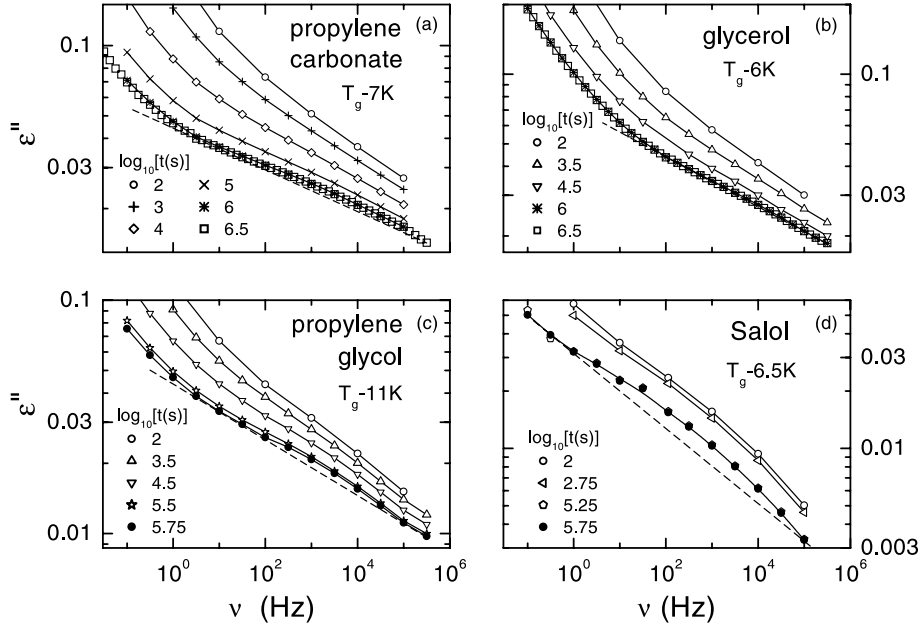 (a)
propylene
carbonate
Tg-7K
0.1
0.03
ε''
log10[t(s)]
2
5
3
6
4
6.5
(b)
glycerol
Tg-6K
0.1
0.03
log10[t(s)]
2
3.5
4.5
6
6.5
(c)
propylene
glycol
Tg-11K
0.1
0.03
0.01
ε''
log10[t(s)]
2
3.5
4.5
5.5
5.75
10^0 10^2 10^4 10^6
ν (Hz)
(d)
Salol
Tg-6.5K
0.03
0.01
0.003
log10[t(s)]
2
2.75
5.25
5.75
10^0 10^2 10^4 10^6
ν (Hz)